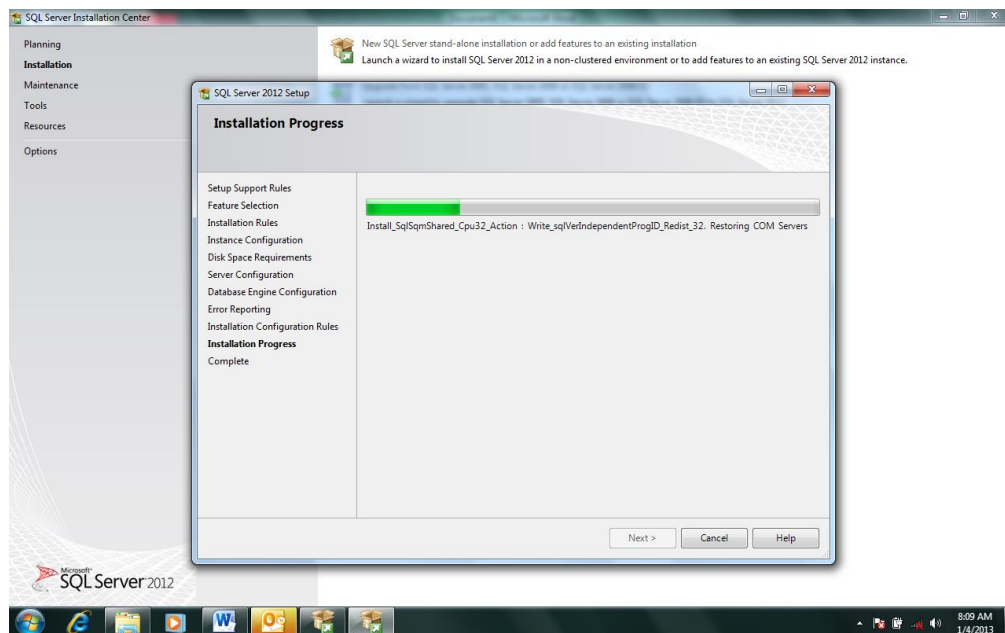 SQL Server Installation Center
Planning
Installation
Maintenance
Tools
Resources
Options
New SQL Server stand-alone installation or add features to an existing installation
Launch a wizard to install SQL Server 2012 in a non-clustered environment or to add features to an existing SQL Server 2012 instance.
SQL Server 2012 Setup
Installation Progress
Setup Support Rules
Feature Selection
Installation Rules
Instance Configuration
Disk Space Requirements
Server Configuration
Database Engine Configuration
Error Reporting
Installation Configuration Rules
Installation Progress
Complete
Install_SqlSqmShared_Cpu32_Action : Write_sqlVerIndependentProgID_Redist_32. Restoring COM Servers
Next >
Cancel
Help
Microsoft®
SQL Server 2012
8:09 AM
1/4/2013